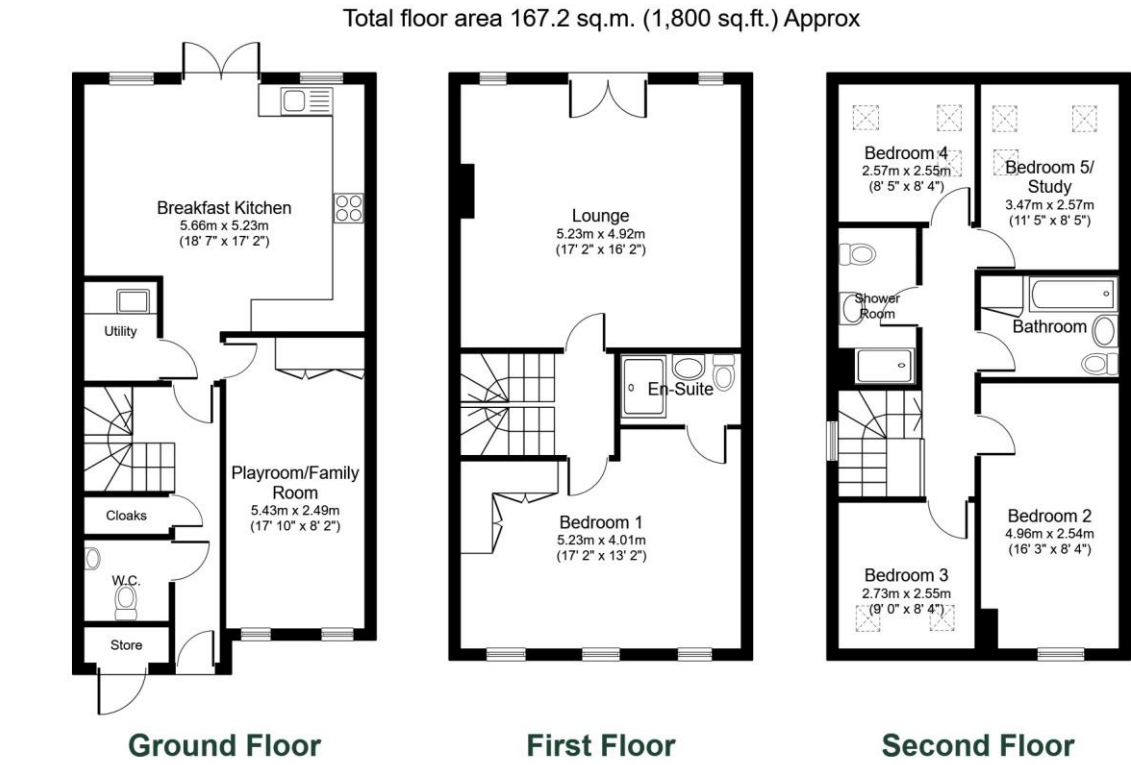 Total floor area 167.2 sq.m. (1,800 sq.ft.) Approx
Breakfast Kitchen
5.66m x 5.23m
(18' 7" x 17' 2")
Utility
Playroom/Family
Room
5.43m x 2.49m
(17' 10" x 8' 2")
Cloaks
W.C.
Store
Ground Floor
Lounge
5.23m x 4.92m
(17' 2" x 16' 2")
En-Suite
Bedroom 1
5.23m x 4.01m
(17' 2" x 13' 2")
First Floor
Bedroom 4
2.57m x 2.55m
(8' 5" x 8' 4")
Bedroom 5/
Study
3.47m x 2.57m
(11' 5" x 8' 5")
Shower
Room
Bathroom
Bedroom 2
4.96m x 2.54m
(16' 3" x 8' 4")
Bedroom 3
2.73m x 2.55m
(9' 0" x 8' 4")
Second Floor